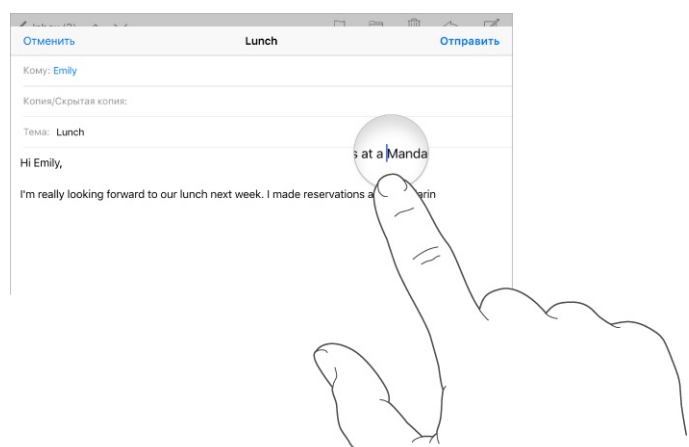 Отменить Lunch Отправить
Кому: Emily
Копия/Скрытая копия:
Тема: Lunch
s at a Manda
Hi Emily,
I'm really looking forward to our lunch next week. I made reservations a arin